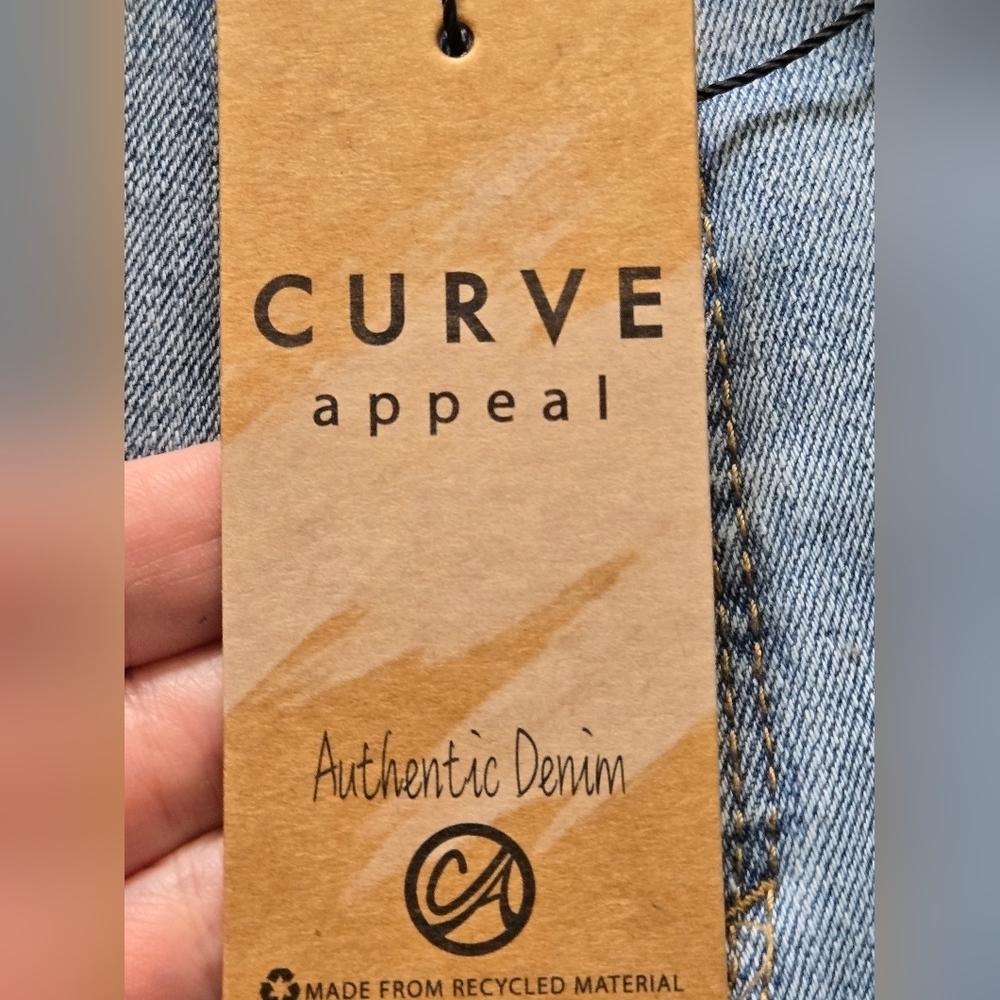 CURVE
appeal
Authentic Denim
CA
MADE FROM RECYCLED MATERIAL